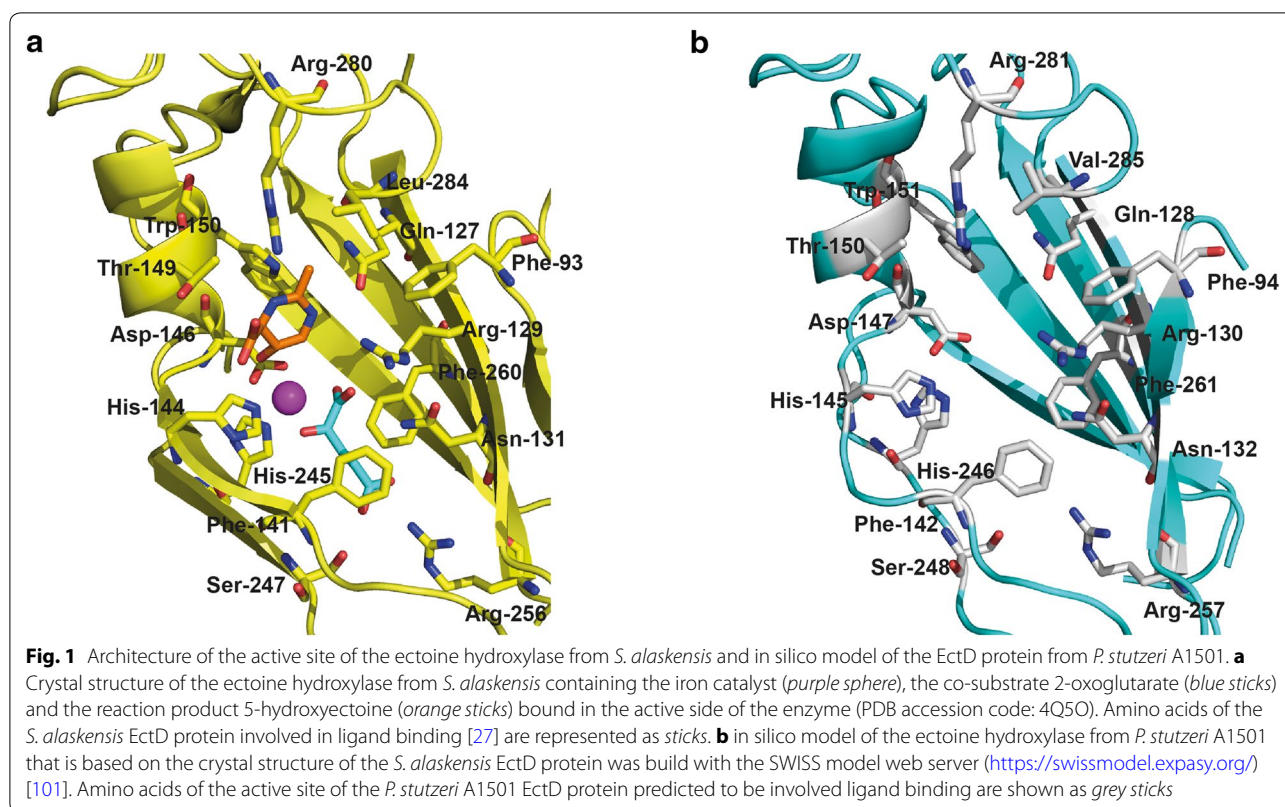 a
Arg-280
Leu-284
Trp-150
Gln-127
Thr-149
Phe-93
Asp-146
Arg-129
Phe-260
His-144
Asn-131
His-245
Phe-141
Ser-247
Arg-256
b
Arg-281
Val-285
Trp-151
Gln-128
Thr-150
Phe-94
Asp-147
Arg-130
Phe-261
His-145
Asn-132
His-246
Phe-142
Ser-248
Arg-257
Fig. 1 Architecture of the active site of the ectoine hydroxylase from S. alaskensis and in silico model of the EctD protein from P. stutzeri A1501. a
Crystal structure of the ectoine hydroxylase from S. alaskensis containing the iron catalyst (purple sphere), the co-substrate 2-oxoglutarate (blue sticks)
and the reaction product 5-hydroxyectoine (orange sticks) bound in the active side of the enzyme (PDB accession code: 4Q5O). Amino acids of the
S. alaskensis EctD protein involved in ligand binding [27] are represented as sticks. b in silico model of the ectoine hydroxylase from P. stutzeri A1501
that is based on the crystal structure of the S. alaskensis EctD protein was build with the SWISS model web server (https://swissmodel.expasy.org/)
[101]. Amino acids of the active site of the P. stutzeri A1501 EctD protein predicted to be involved ligand binding are shown as grey sticks